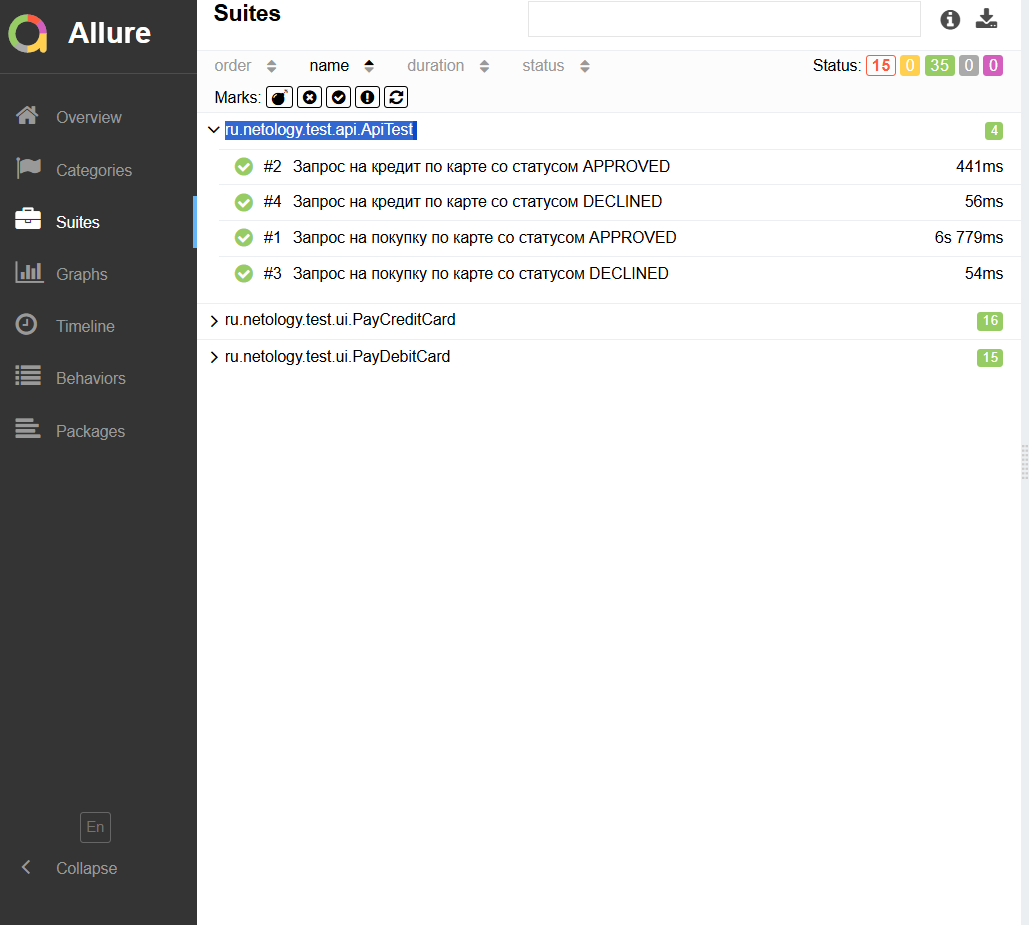 Allure
Overview
Categories
Suites
Graphs
Timeline
Behaviors
Packages
En
Collapse
Suites
order name duration status Status: 15 0 35 0 0
Marks:
ru.netology.test.api.ApiTest 4
#2 Запрос на кредит по карте со статусом APPROVED 441ms
#4 Запрос на кредит по карте со статусом DECLINED 56ms
#1 Запрос на покупку по карте со статусом APPROVED 6s 779ms
#3 Запрос на покупку по карте со статусом DECLINED 54ms
ru.netology.test.ui.PayCreditCard 16
ru.netology.test.ui.PayDebitCard 15